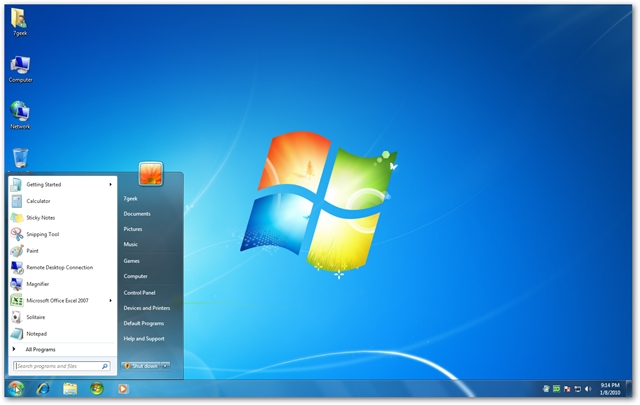 7geek
Computer
Network
Getting Started
Calculator
Sticky Notes
Snipping Tool
Paint
Remote Desktop Connection
Magnifier
Microsoft Office Excel 2007
Solitaire
Notepad
All Programs
Search programs and files
7geek
Documents
Pictures
Music
Games
Computer
Control Panel
Devices and Printers
Default Programs
Help and Support
Shut down
9:14 PM
1/8/2010